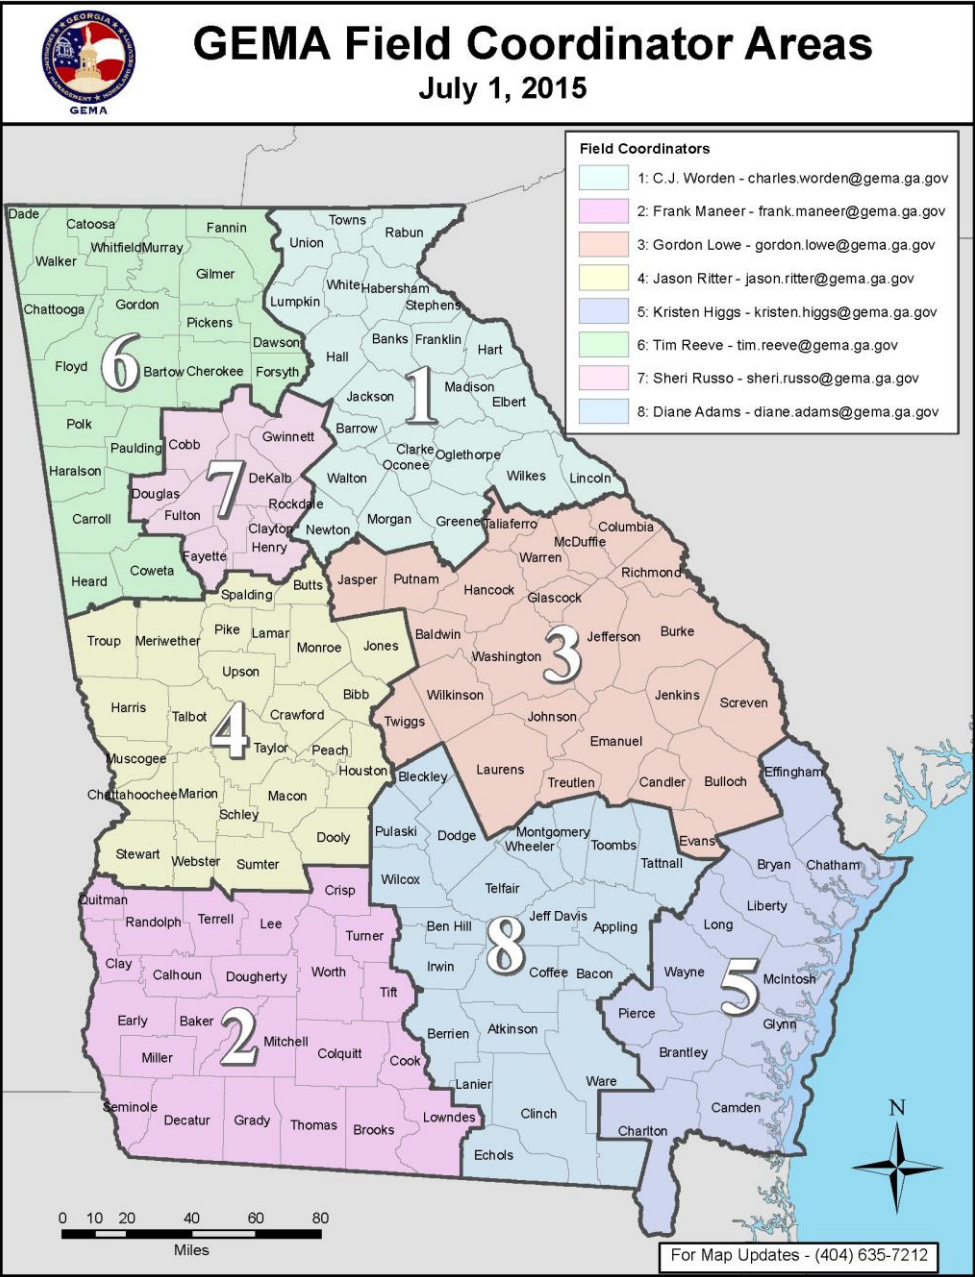 GEORGIA
EMERGENCY MANAGEMENT ★ HOMELAND SECURITY
GEMA
GEMA Field Coordinator Areas
July 1, 2015
Field Coordinators
1: C.J. Worden - charles.worden@gema.ga.gov
2: Frank Maneer - frank.maneer@gema.ga.gov
3: Gordon Lowe - gordon.lowe@gema.ga.gov
4: Jason Ritter - jason.ritter@gema.ga.gov
5: Kristen Higgs - kristen.higgs@gema.ga.gov
6: Tim Reeve - tim.reeve@gema.ga.gov
7: Sheri Russo - sheri.russo@gema.ga.gov
8: Diane Adams - diane.adams@gema.ga.gov
Dade
Catoosa
Fannin
Whitfield
Murray
Walker
Gilmer
Chattooga
Gordon
Pickens
Dawson
6
Floyd
Bartow
Cherokee
Forsyth
Polk
Paulding
Haralson
Carroll
Heard
Coweta
Towns
Union
Rabun
White
Habersham
Lumpkin
Stephens
Banks
Franklin
Hart
Hall
1
Madison
Jackson
Elbert
Barrow
Clarke
Oconee
Oglethorpe
Walton
Wilkes
Lincoln
Newton
Morgan
Greene
Cobb
Gwinnett
7
DeKalb
Douglas
Rockdale
Fulton
Clayton
Henry
Fayette
Taliaferro
Columbia
McDuffie
Warren
Richmond
Jasper
Putnam
Hancock
Glascock
Baldwin
Jefferson
Burke
3
Washington
Wilkinson
Jenkins
Screven
Twiggs
Johnson
Emanuel
Laurens
Treutlen
Candler
Bulloch
Evans
Butts
Spalding
Troup
Meriwether
Pike
Lamar
Monroe
Jones
Upson
Bibb
Harris
Talbot
Crawford
4
Taylor
Peach
Muscogee
Houston
Chattahoochee
Marion
Macon
Schley
Dooly
Stewart
Webster
Sumter
Quitman
Crisp
Randolph
Terrell
Lee
Turner
Clay
Calhoun
Dougherty
Worth
Tift
Early
Baker
2
Mitchell
Colquitt
Miller
Cook
Seminole
Decatur
Grady
Thomas
Brooks
Lowndes
Bleckley
Pulaski
Dodge
Montgomery
Wheeler
Toombs
Tattnall
Wilcox
Telfair
Ben Hill
Jeff Davis
Appling
8
Irwin
Coffee
Bacon
Berrien
Atkinson
Lanier
Ware
Clinch
Echols
Effingham
Bryan
Chatham
Liberty
Long
Wayne
5
McIntosh
Pierce
Glynn
Brantley
Camden
Charlton
N
0 10 20 40 60 80
Miles
For Map Updates - (404) 635-7212